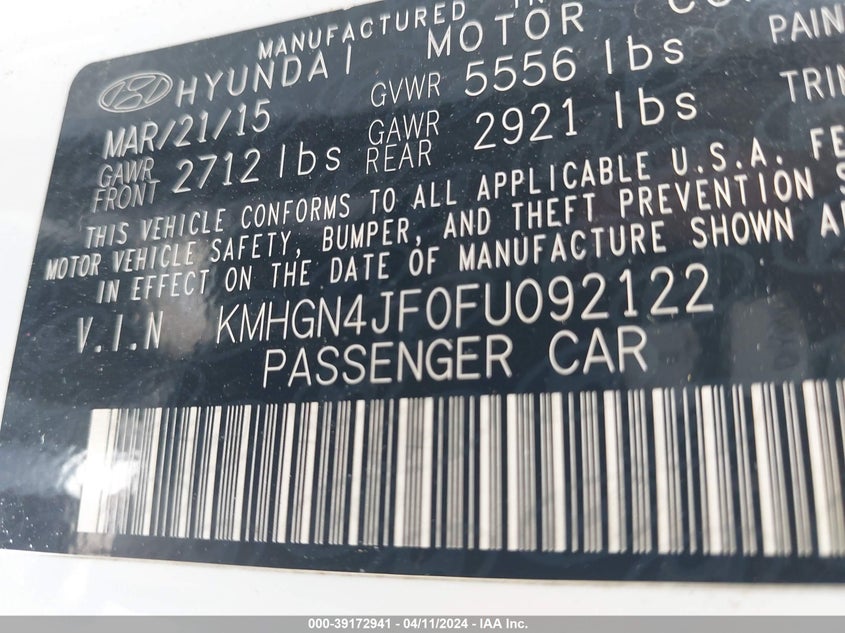 MANUFACTURED
HYUNDAI MOTOR
MAR/21/15 GVWR 5556 lbs PAIN
GAWR FRONT 2712 lbs GAWR REAR 2921 lbs TRIM
THIS VEHICLE CONFORMS TO ALL APPLICABLE U.S.A. FE
MOTOR VEHICLE SAFETY, BUMPER, AND THEFT PREVENTION S
IN EFFECT ON THE DATE OF MANUFACTURE SHOWN A
V.I.N KMHGN4JF0FU092122
PASSENGER CAR
000-39172941 - 04/11/2024 - IAA Inc.